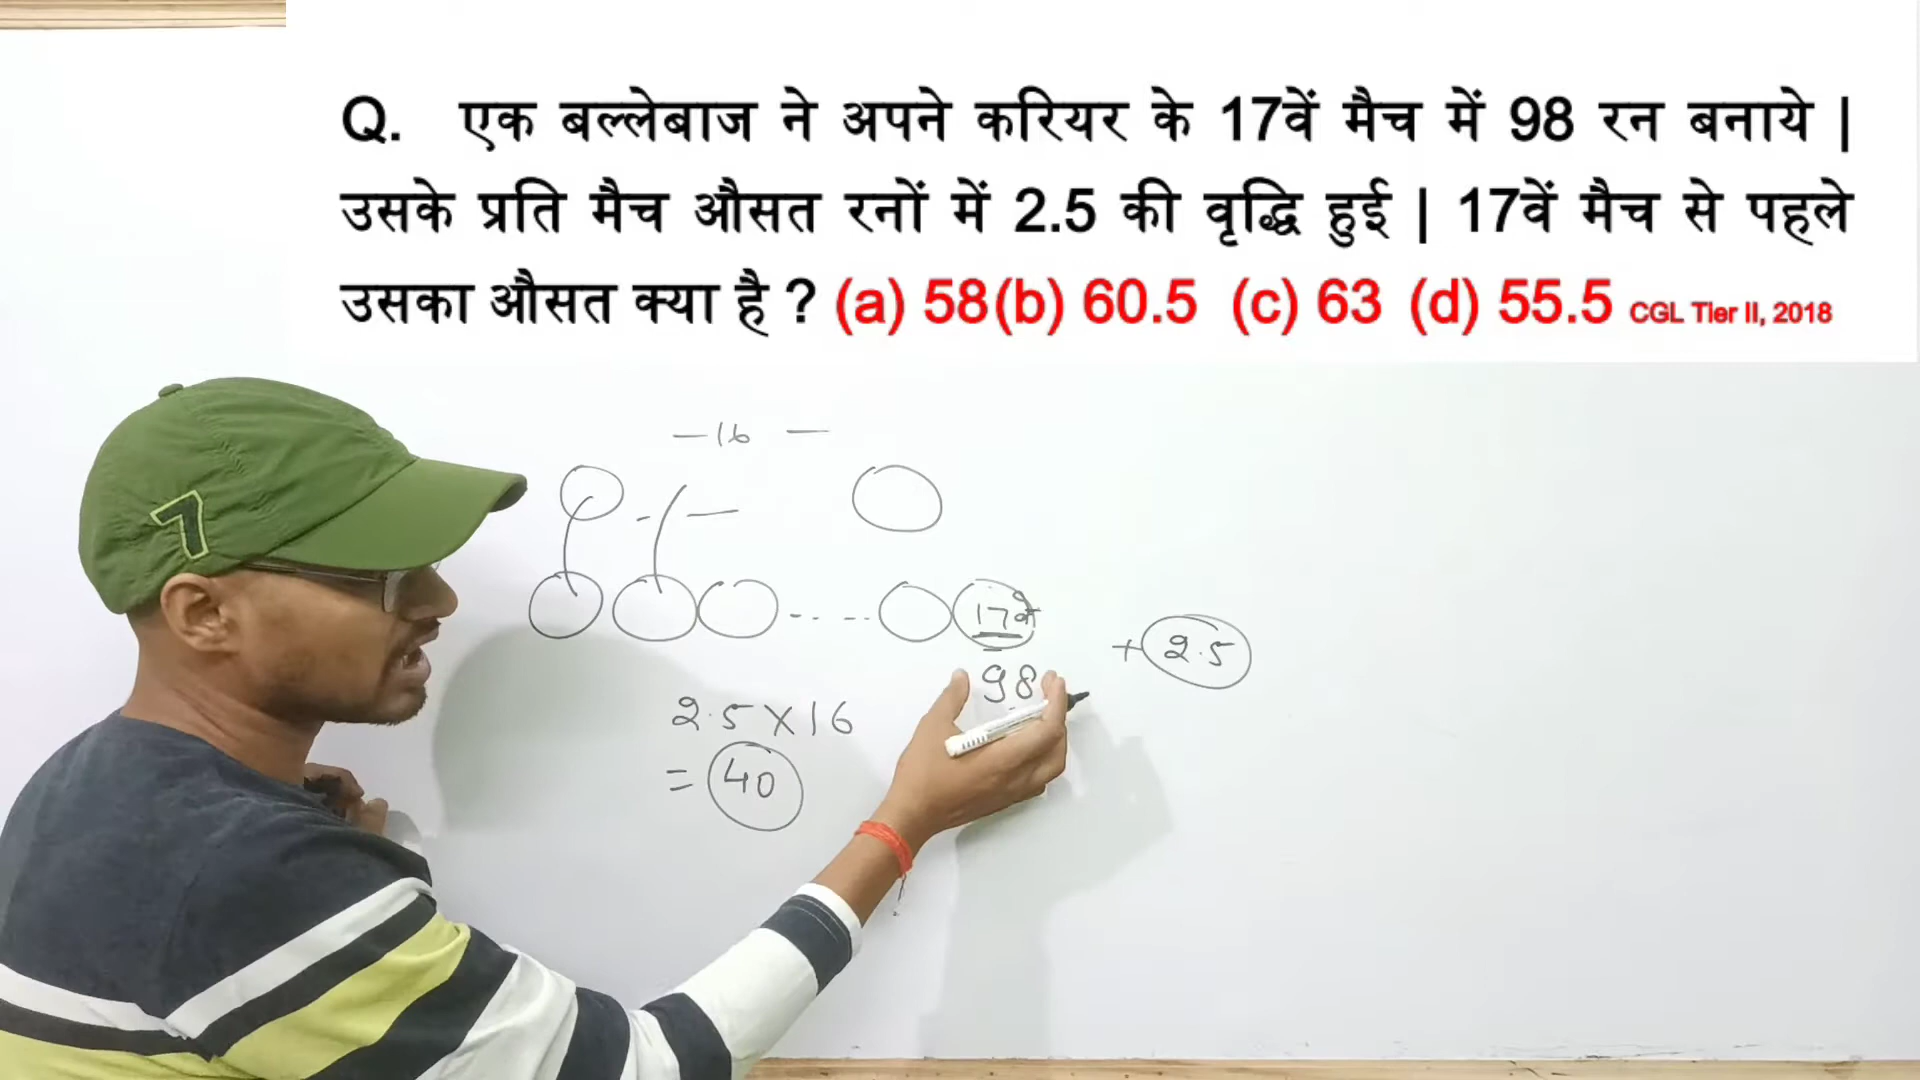 Q. एक बल्लेबाज ने अपने करियर के 17वें मैच में 98 रन बनाये |
उसके प्रति मैच औसत रनों में 2.5 की वृद्धि हुई | 17वें मैच से पहले
उसका औसत क्या है ? (a) 58(b) 60.5 (c) 63 (d) 55.5 CGL Tier II, 2018
7
—16 —
17वे
+ 2.5
98
2.5×16
= 40